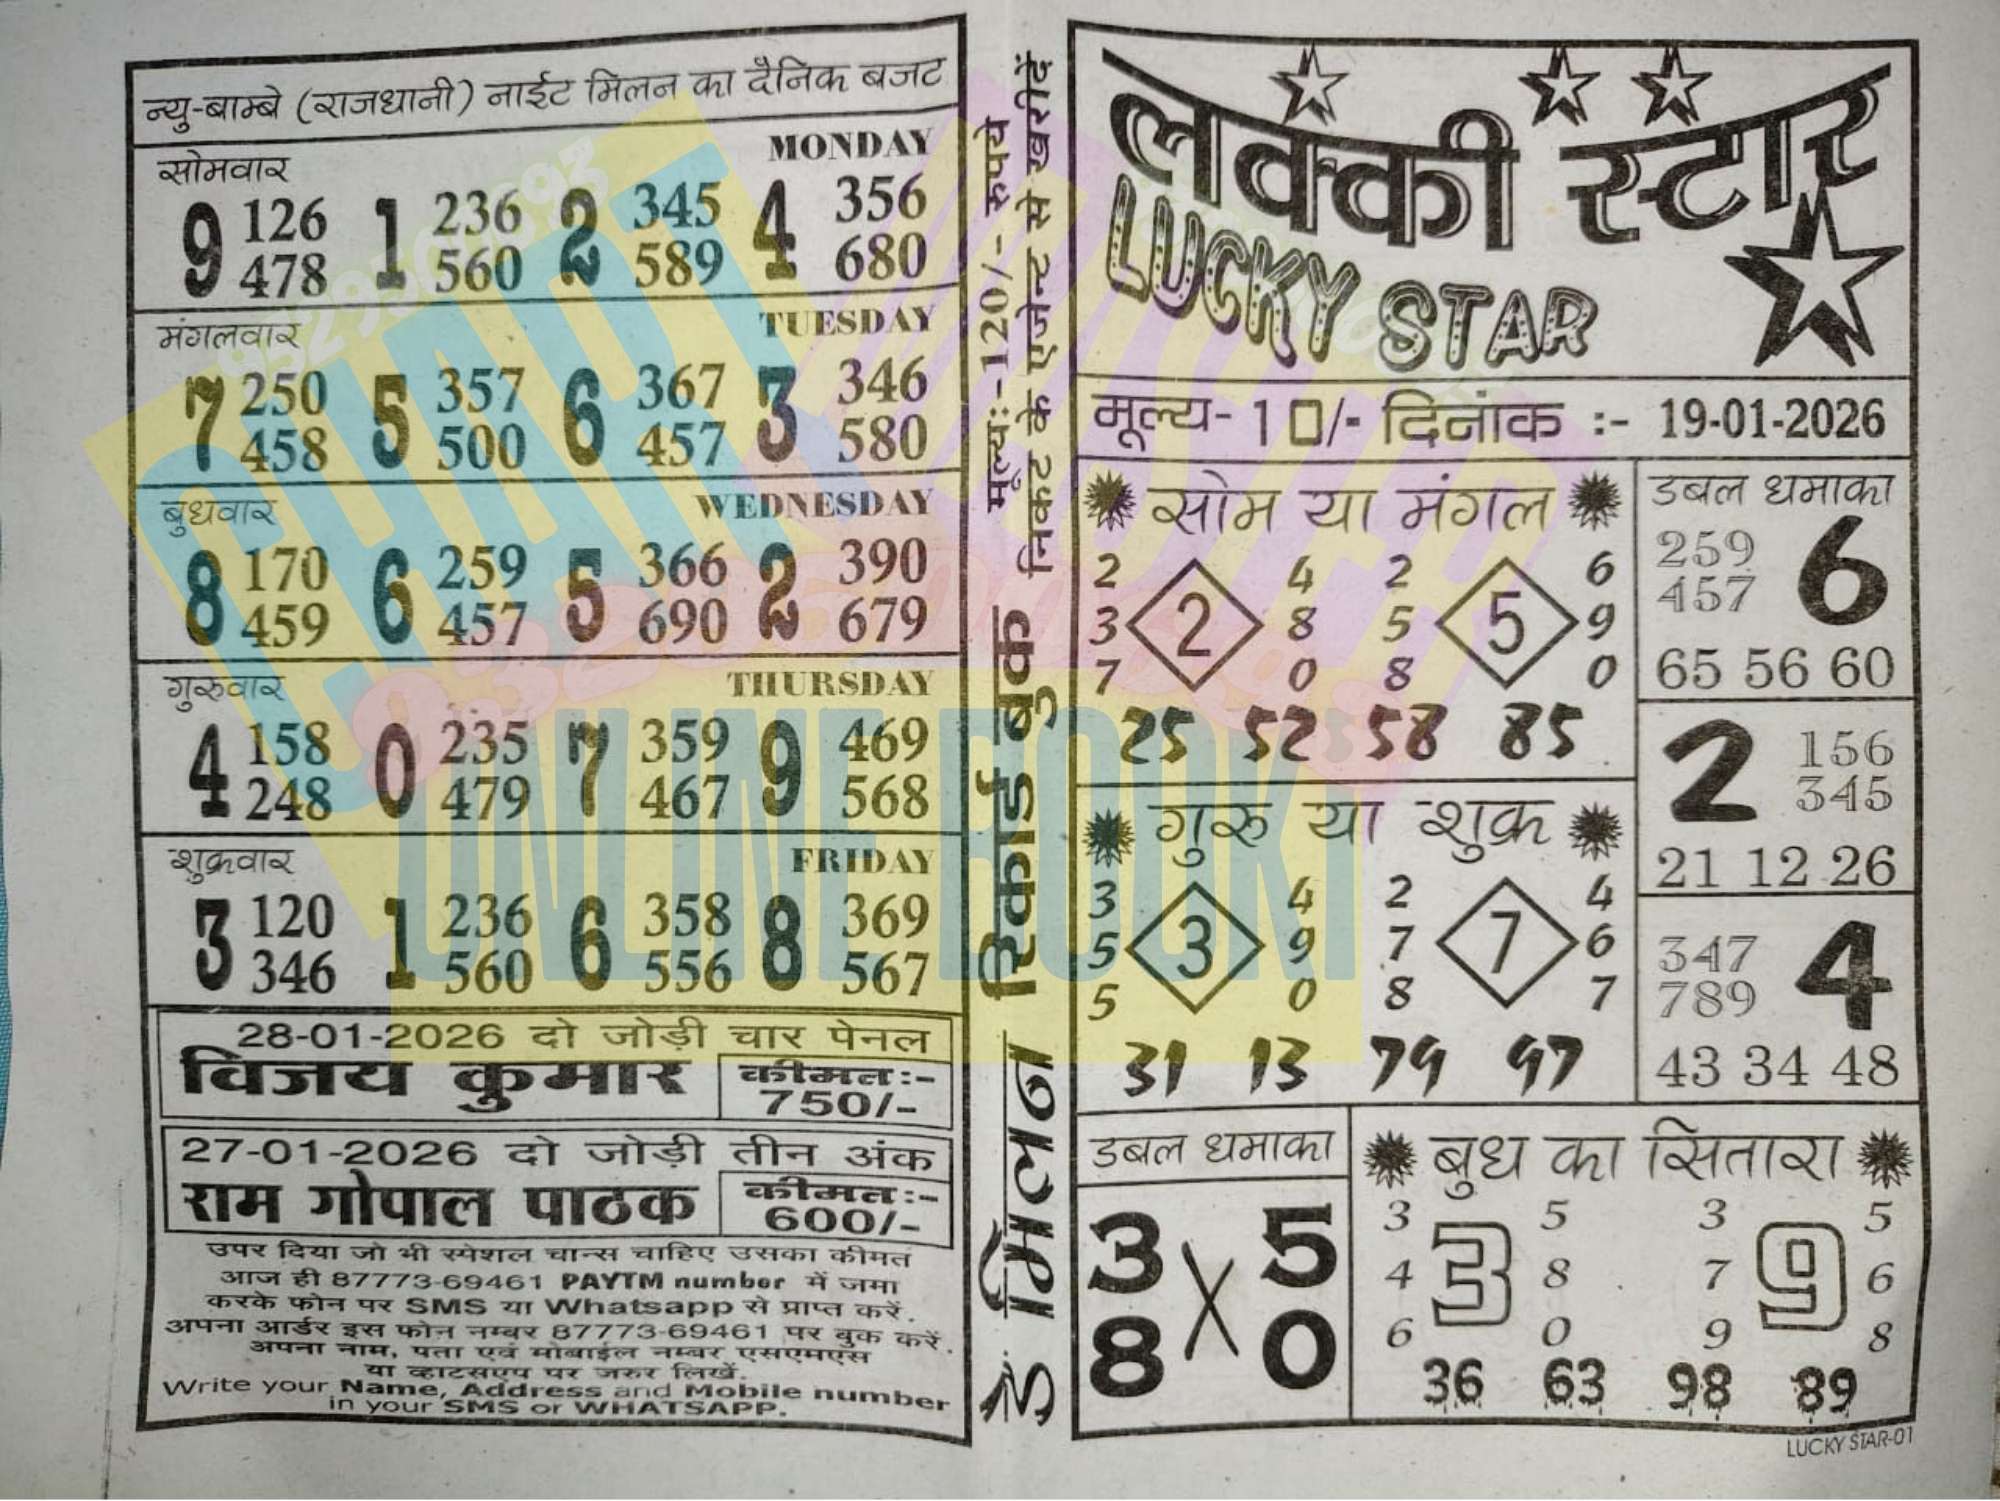 न्यु-बाम्बे (राजधानी) नाईट मिलन का दैनिक बजट
सोमवार MONDAY
9 126 1 236 2 345 4 356
478 560 589 680
मंगलवार TUESDAY
7 250 5 357 6 367 3 346
458 500 457 580
बुधवार WEDNESDAY
8 170 6 259 5 366 2 390
459 457 690 679
गुरुवार THURSDAY
4 158 0 235 7 359 9 469
248 479 467 568
शुक्रवार FRIDAY
3 120 1 236 6 358 8 369
346 560 556 567
28-01-2026 दो जोड़ी चार पेनल
विजय कुमार कीमत:-
750/-
27-01-2026 दो जोड़ी तीन अंक
राम गोपाल पाठक कीमत:-
600/-
उपर दिया जो भी स्पेशल चान्स चाहिए उसका कीमत
आज ही 87773-69461 PAYTM number में जमा
करके फोन पर SMS या Whatsapp से प्राप्त करें.
अपना आर्डर इस फोन नम्बर 87773-69461 पर बुक करें.
अपना नाम, पता एवं मोबाईल नम्बर एसएमएस
या व्हाटसएप पर जरुर लिखें.
Write your Name, Address and Mobile number
in your SMS or WHATSAPP.
डे मिलन रिकार्ड बुक
मूल्य:-120/- रुपये
निकट के एजेन्ट से खरीदें
लक्की स्टार
LUCKY STAR
मूल्य- 10/- दिनांक :- 19-01-2026
सोम या मंगल
2 4 2 6
3 2 8 5 5 9
7 0 8 0
25 52 58 85
गुरु या शुक्र
3 4 2 4
5 3 9 7 7 6
5 0 8 7
31 13 79 97
डबल धमाका
259 6
457
65 56 60
2 156
345
21 12 26
347 4
789
43 34 48
डबल धमाका
3 5
X
8 0
बुध का सितारा
3 5 3 5
4 3 8 7 9 6
6 0 9 8
36 63 98 89
LUCKY STAR-01
CHART
ONLINE BOOKI